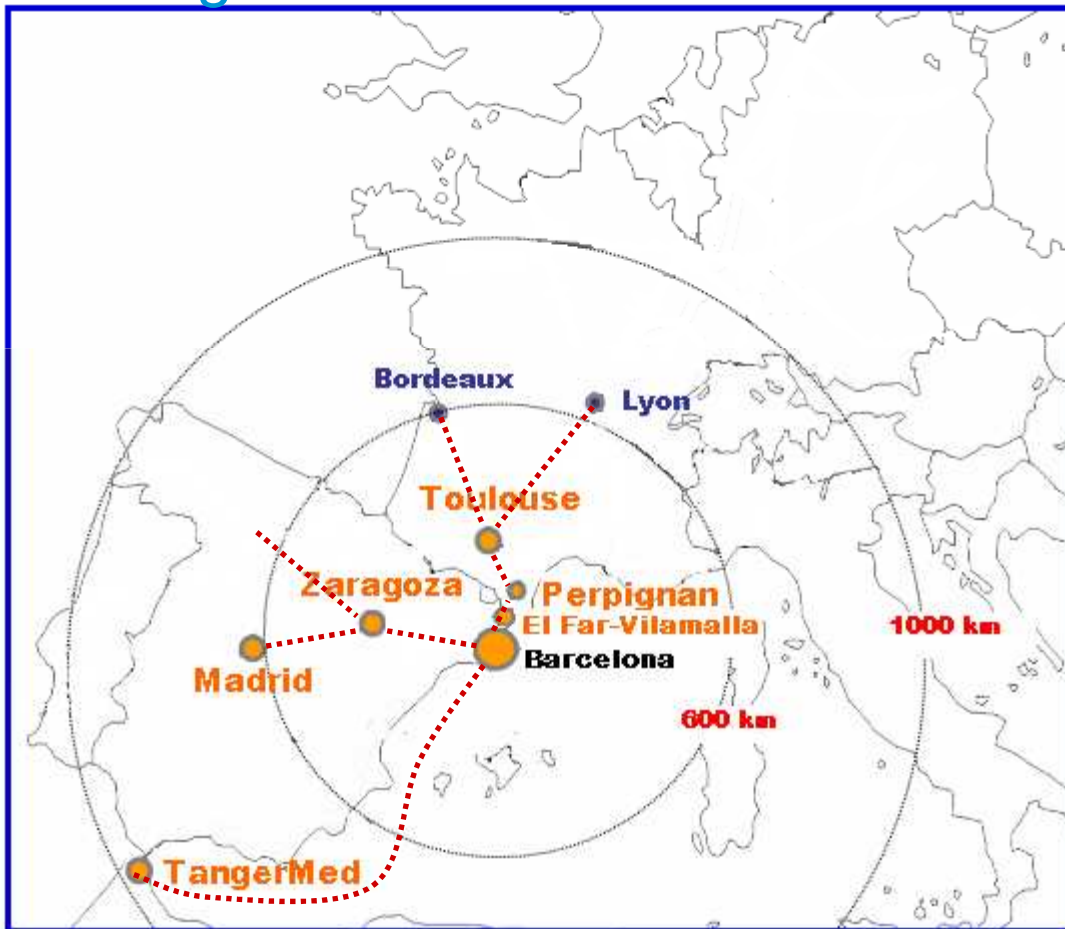 Bordeaux
Lyon
Toulouse
Zaragoza
Perpignan
El Far-Vilamalla
1000 km
Barcelona
Madrid
600 km
TangerMed